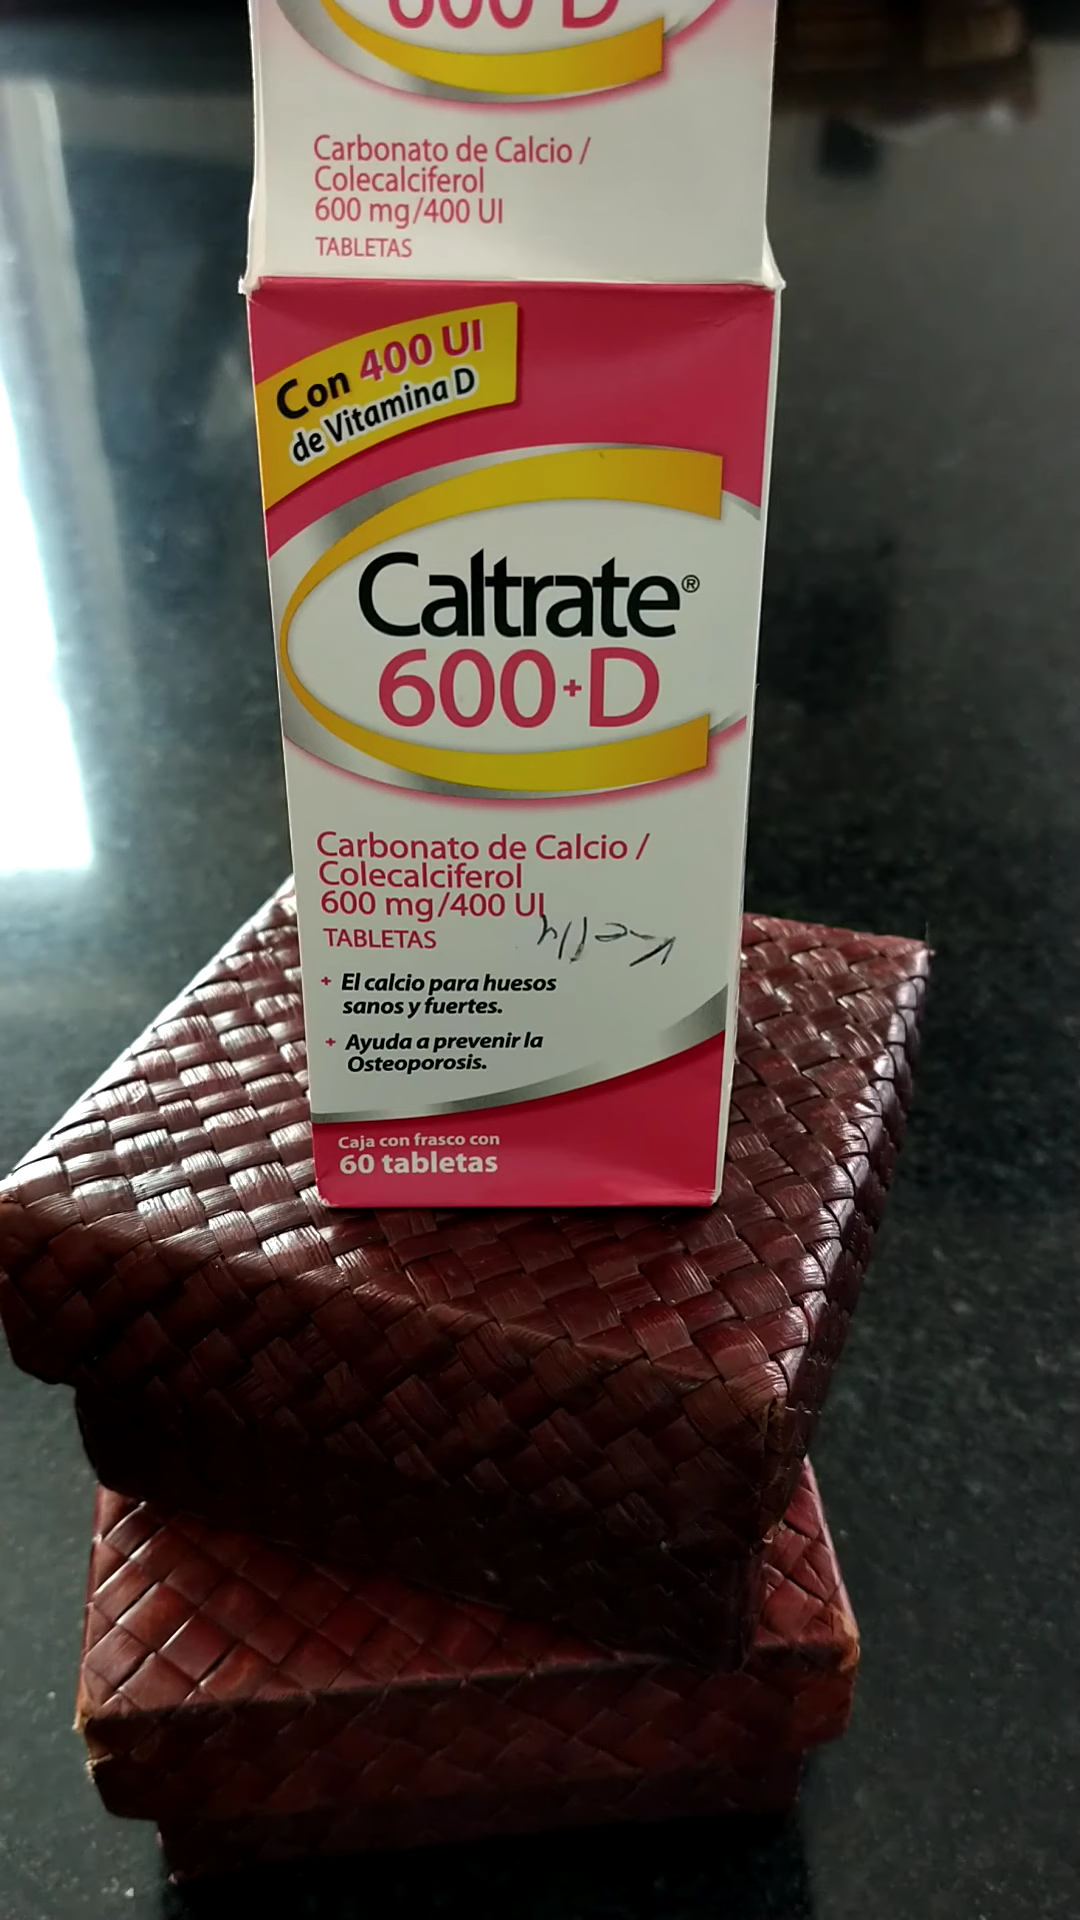 600 D
Carbonato de Calcio /
Colecalciferol
600 mg/400 UI
TABLETAS
Con 400 UI
de Vitamina D
Caltrate®
600+D
Carbonato de Calcio /
Colecalciferol
600 mg/400 UI
TABLETAS
Kelly
+ El calcio para huesos
sanos y fuertes.
+ Ayuda a prevenir la
Osteoporosis.
Caja con frasco con
60 tabletas